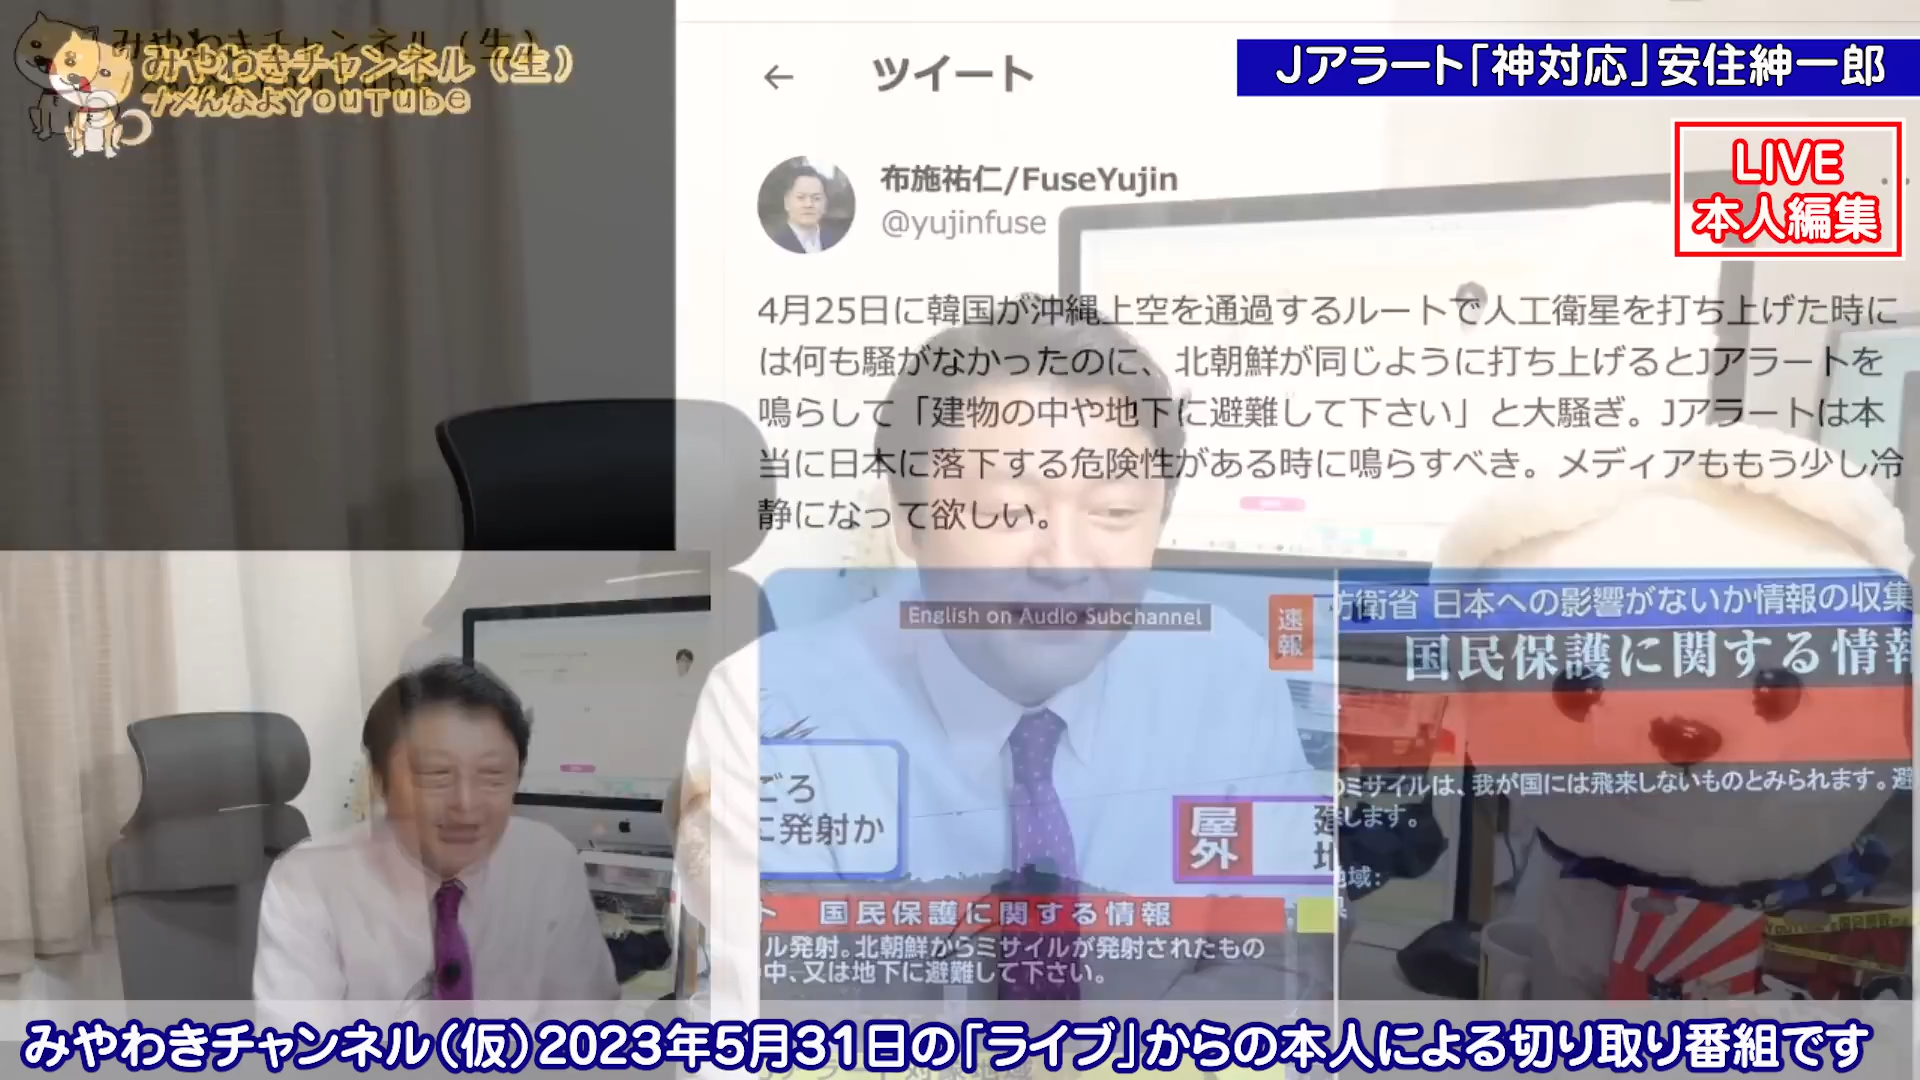 みやわきチャンネル（生）
ナメんなよYouTube
ツイート
Jアラート「神対応」安住紳一郎
LIVE
本人編集
布施祐仁/FuseYujin
@yujinfuse
4月25日に韓国が沖縄上空を通過するルートで人工衛星を打ち上げた時に
は何も騒がなかったのに、北朝鮮が同じように打ち上げるとJアラートを
鳴らして「建物の中や地下に避難して下さい」と大騒ぎ。Jアラートは本
当に日本に落下する危険性がある時に鳴らすべき。メディアももう少し冷
静になって欲しい。
English on Audio Subchannel
速報
防衛省 日本への影響がないか情報の収集
国民保護に関する情報
のミサイルは、我が国には飛来しないものとみられます。避
します。
地域：
ごろ
に発射か
屋外
ト 国民保護に関する情報
ル発射。北朝鮮からミサイルが発射されたもの
中、又は地下に避難して下さい。
みやわきチャンネル（仮）2023年5月31日の「ライブ」からの本人による切り取り番組です